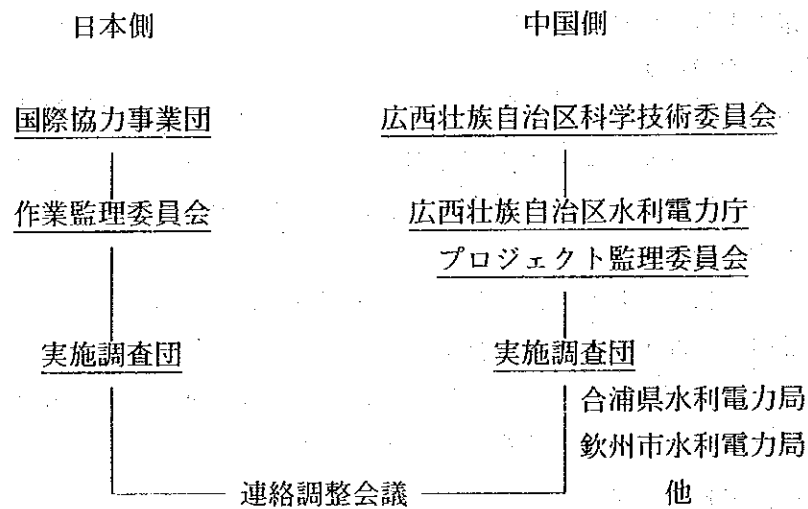 日本側
中国側
国際協力事業団
広西壮族自治区科学技術委員会
作業監理委員会
広西壮族自治区水利電力庁
プロジェクト監理委員会
実施調査団
実施調査団
合浦県水利電力局
欽州市水利電力局
連絡調整会議
他